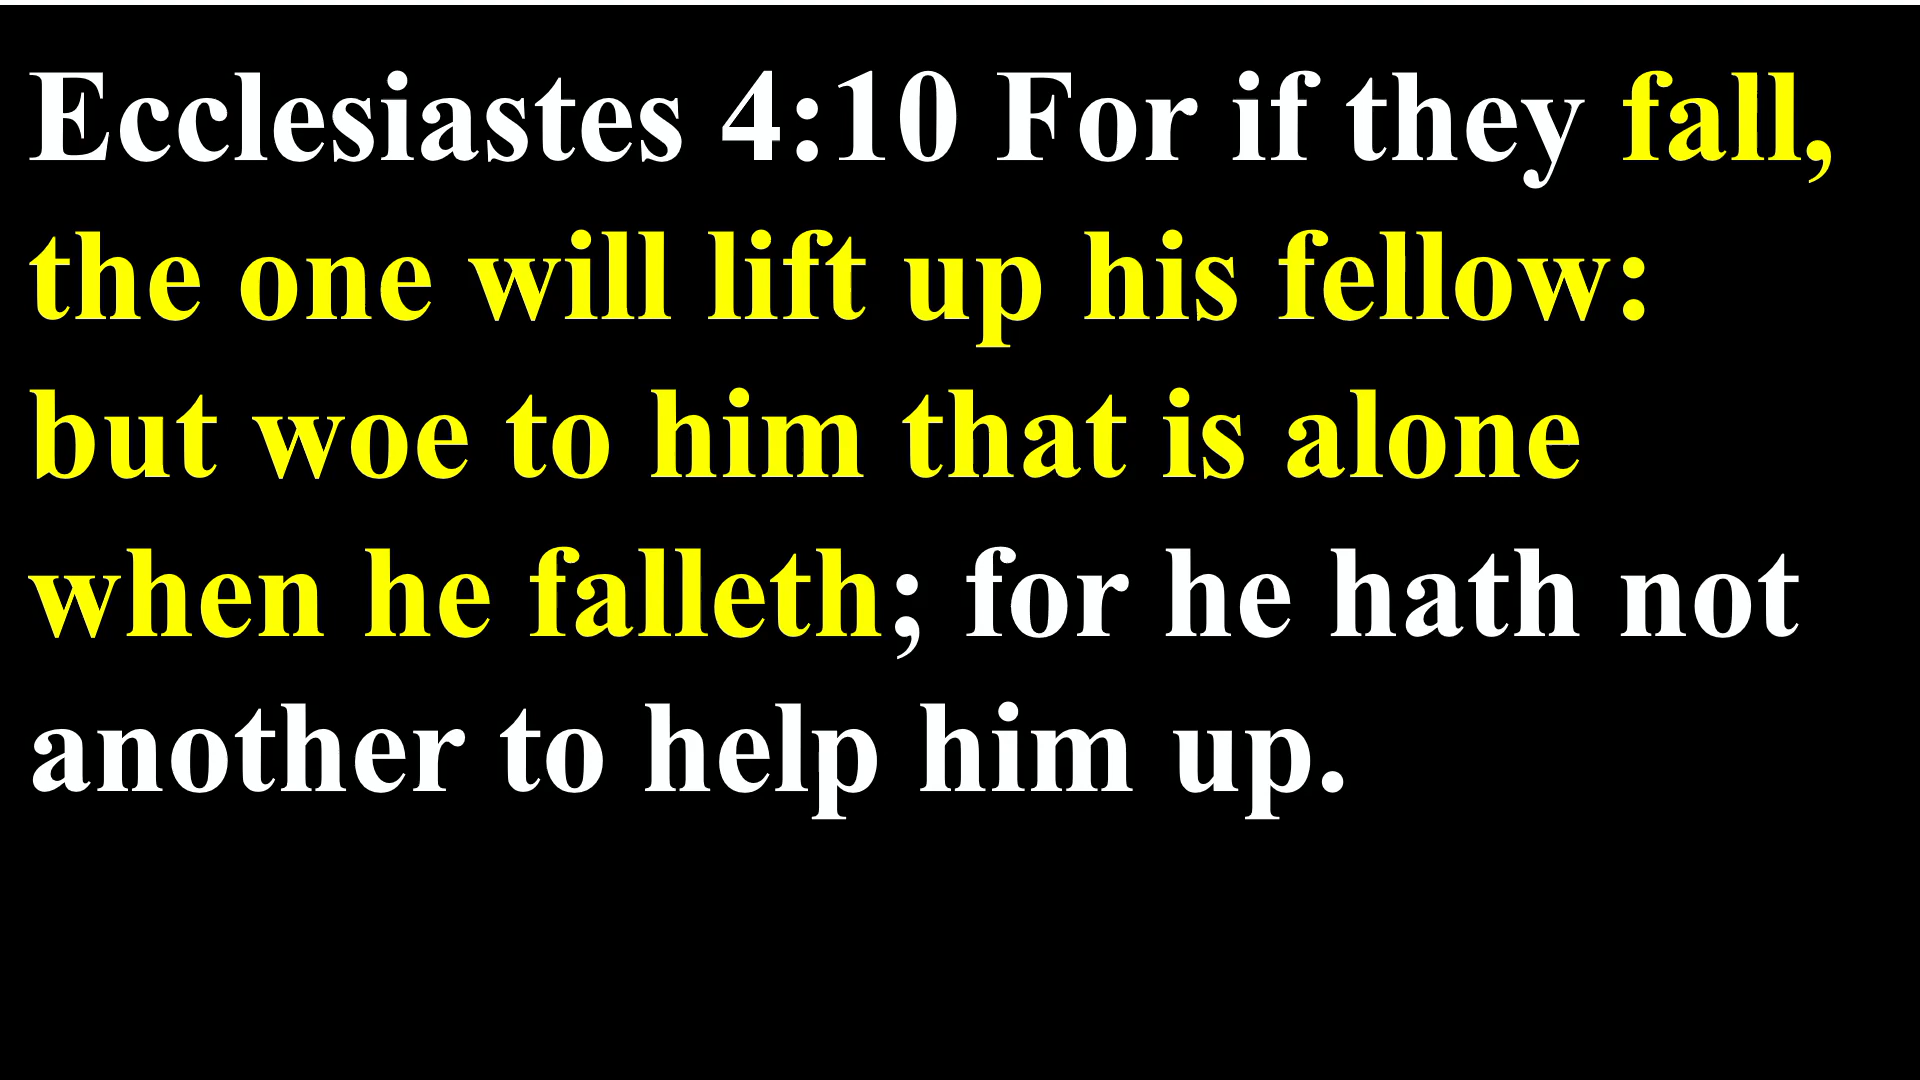 Ecclesiastes 4:10 For if they fall,
the one will lift up his fellow:
but woe to him that is alone
when he falleth; for he hath not
another to help him up.